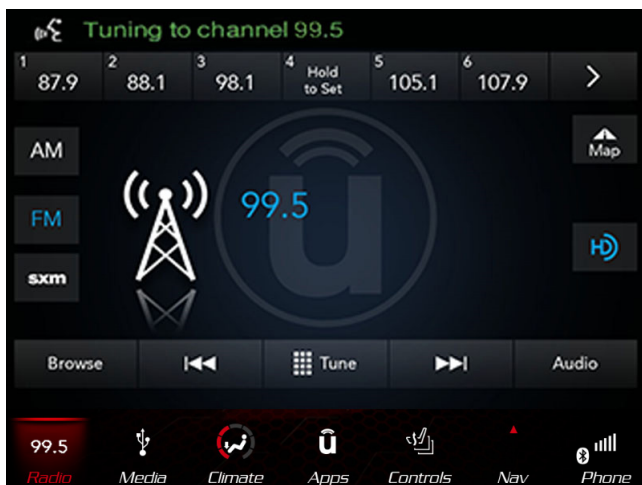 Tuning to channel 99.5
1 87.9 2 88.1 3 98.1 4 Hold to Set 5 105.1 6 107.9
AM
Map
FM
99.5
HD
sxm
Browse Tune Audio
99.5
Radio Media Climate Apps Controls Nav Phone